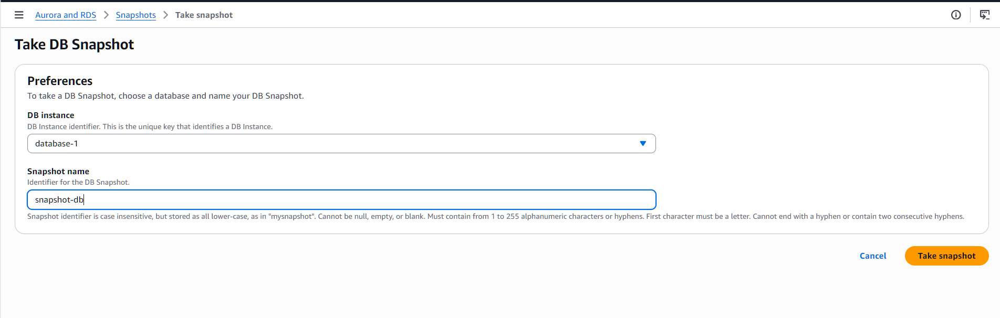 Aurora and RDS > Snapshots > Take snapshot
Take DB Snapshot
Preferences
To take a DB Snapshot, choose a database and name your DB Snapshot.
DB instance
DB Instance identifier. This is the unique key that identifies a DB Instance.
database-1
Snapshot name
Identifier for the DB Snapshot.
snapshot-db
Snapshot identifier is case insensitive, but stored as all lower-case, as in "mysnapshot". Cannot be null, empty, or blank. Must contain from 1 to 255 alphanumeric characters or hyphens. First character must be a letter. Cannot end with a hyphen or contain two consecutive hyphens.
Cancel Take snapshot